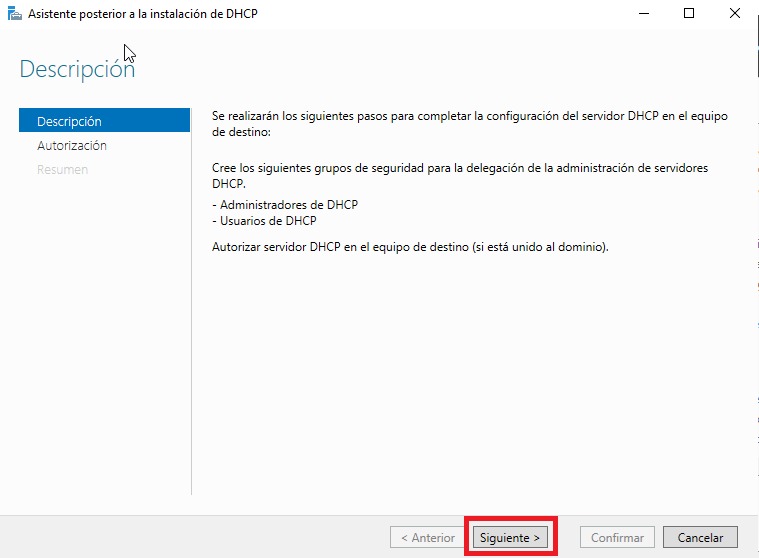 Asistente posterior a la instalación de DHCP
Descripción
Descripción
Autorización
Resumen
Se realizarán los siguientes pasos para completar la configuración del servidor DHCP en el equipo
de destino:
Cree los siguientes grupos de seguridad para la delegación de la administración de servidores
DHCP.
- Administradores de DHCP
- Usuarios de DHCP
Autorizar servidor DHCP en el equipo de destino (si está unido al dominio).
< Anterior
Siguiente >
Confirmar
Cancelar